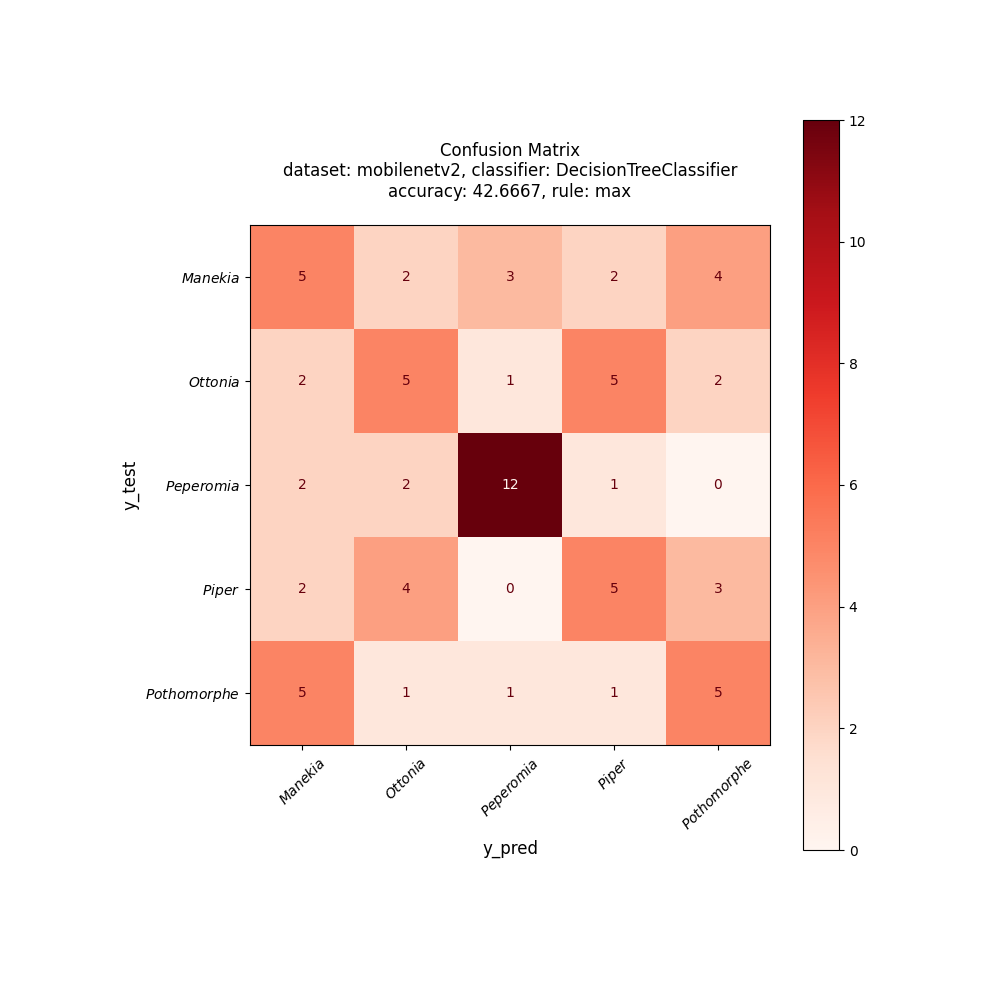 Confusion Matrix
dataset: mobilenetv2, classifier: DecisionTreeClassifier
accuracy: 42.6667, rule: max
12
10
8
6
4
2
0
y_test
Manekia 5 2 3 2 4
Ottonia 2 5 1 5 2
Peperomia 2 2 12 1 0
Piper 2 4 0 5 3
Pothomorphe 5 1 1 1 5
Manekia Ottonia Peperomia Piper Pothomorphe
y_pred